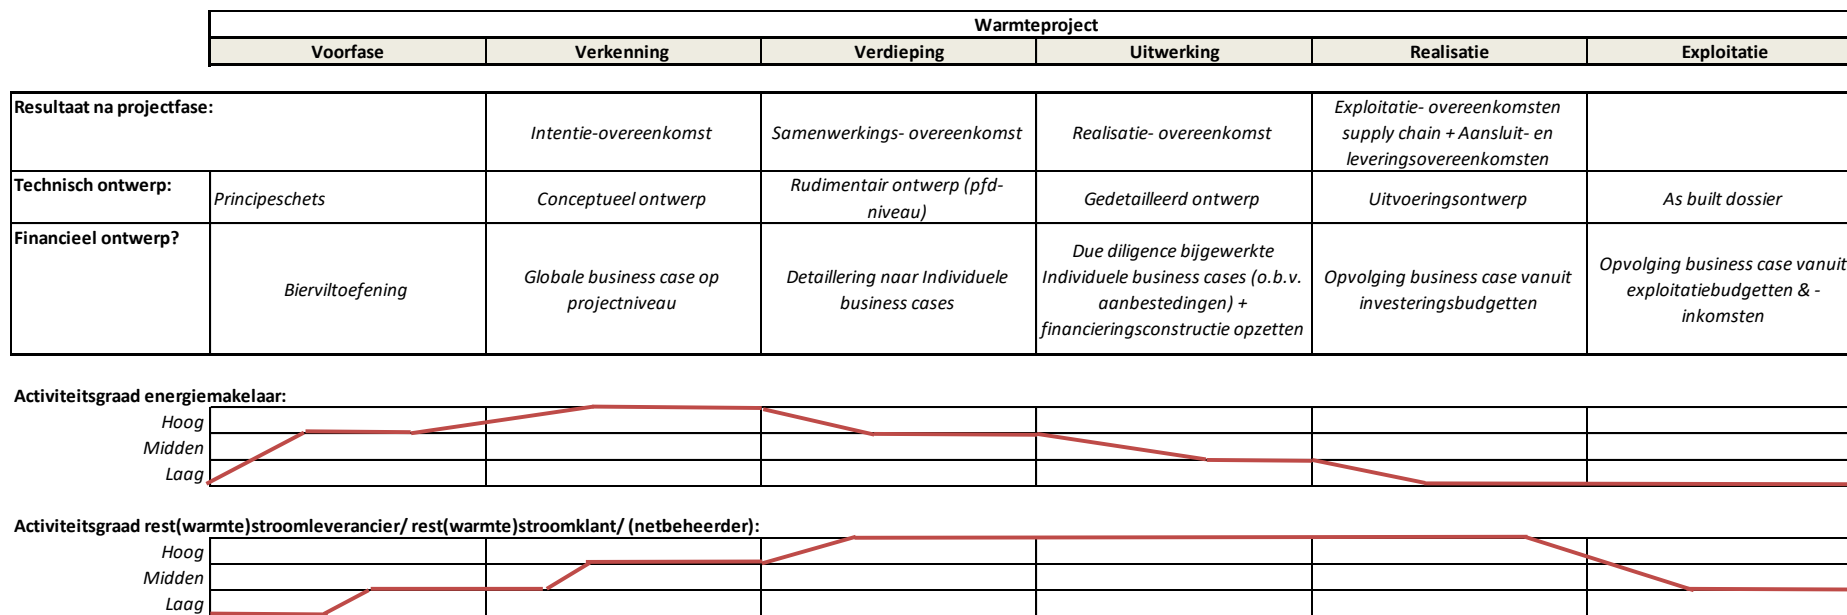 Warmteproject
Voorfase Verkenning Verdieping Uitwerking Realisatie Exploitatie
Resultaat na projectfase:
Intentie-overeenkomst
Samenwerkings- overeenkomst
Realisatie- overeenkomst
Exploitatie- overeenkomsten
supply chain + Aansluit- en
leveringsovereenkomsten
Technisch ontwerp:
Principeschets
Conceptueel ontwerp
Rudimentair ontwerp (pfd-
niveau)
Gedetailleerd ontwerp
Uitvoeringsontwerp
As built dossier
Financieel ontwerp?
Bierviltoefening
Globale business case op
projectniveau
Detaillering naar Individuele
business cases
Due diligence bijgewerkte
Individuele business cases (o.b.v.
aanbestedingen) +
financieringsconstructie opzetten
Opvolging business case vanuit
investeringsbudgetten
Opvolging business case vanuit
exploitatiebudgetten & -
inkomsten
Activiteitsgraad energiemakelaar:
Hoog
Midden
Laag
Activiteitsgraad rest(warmte)stroomleverancier/ rest(warmte)stroomklant/ (netbeheerder):
Hoog
Midden
Laag